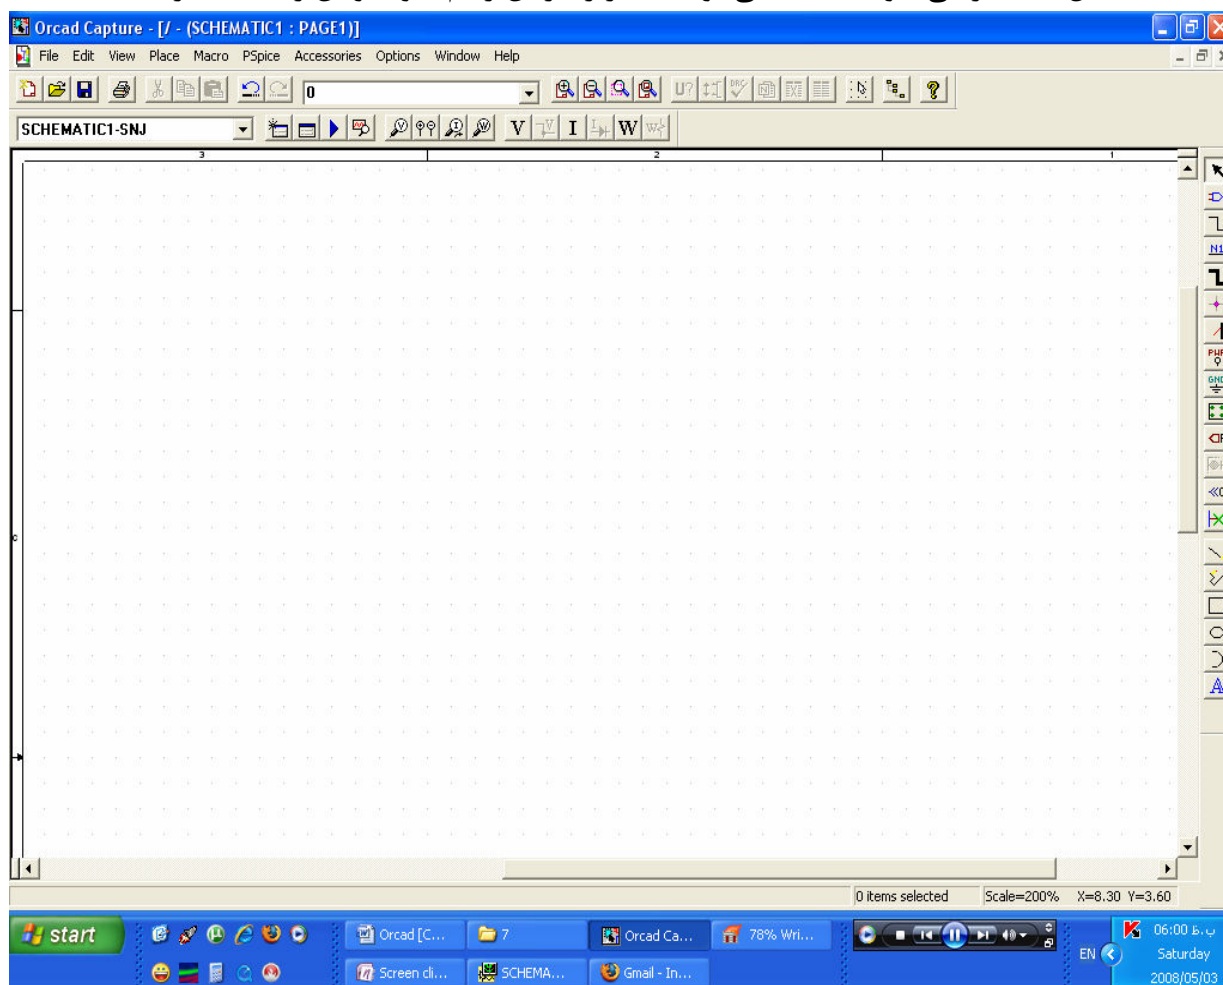 Orcad Capture - [/ - (SCHEMATIC1 : PAGE1)]
File Edit View Place Macro PSpice Accessories Options Window Help
0
U?
DRC
SCHEMATIC1-SNJ
V V I I W W
3 2 1
N1
C
0 items selected Scale=200% X=8.30 Y=3.60
start
Orcad [C... 7 Orcad Ca... 78% Wri...
Screen cli... SCHEMA... Gmail - In...
EN
06:00 ب.ظ
Saturday
2008/05/03